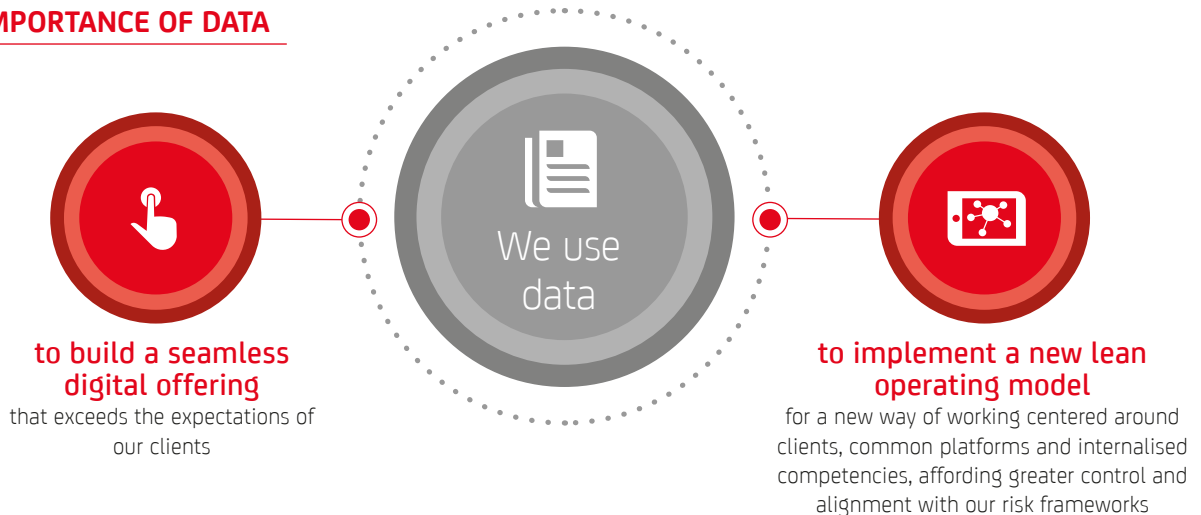 MPORTANCE OF DATA
We use
data
to build a seamless
digital offering
that exceeds the expectations of
our clients
to implement a new lean
operating model
for a new way of working centered around
clients, common platforms and internalised
competencies, affording greater control and
alignment with our risk frameworks